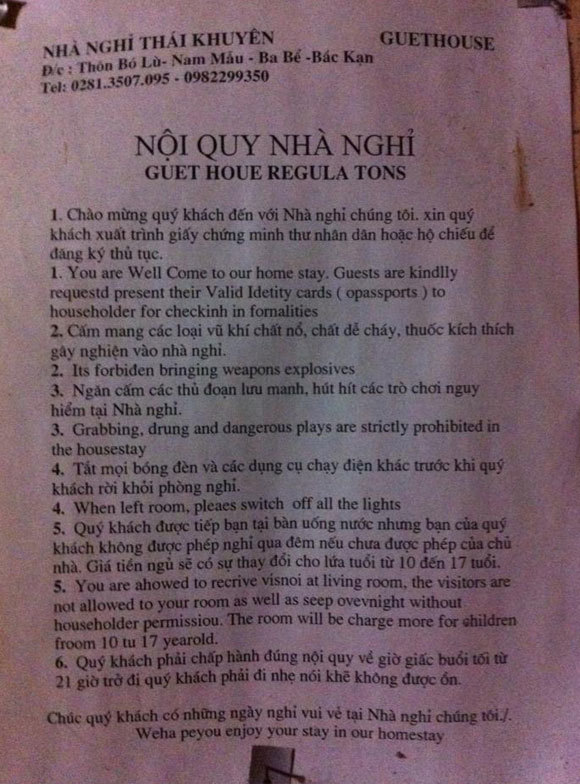 NHÀ NGHỈ THÁI KHUYÊN GUETHOUSE
Đ/c : Thôn Bó Lù- Nam Mẫu - Ba Bể -Bác Kạn
Tel: 0281.3507.095 - 0982299350
NỘI QUY NHÀ NGHỈ
GUET HOUE REGULA TONS
1. Chào mừng quý khách đến với Nhà nghỉ chúng tôi. xin quý
khách xuất trình giấy chứng minh thư nhân dân hoặc hộ chiếu để
đăng ký thủ tục.
1. You are Well Come to our home stay. Guests are kindlly
requestd present their Valid Idetity cards ( opassports ) to
householder for checkinh in fornalities
2. Cấm mang các loại vũ khí chất nổ, chất dễ cháy, thuốc kích thích
gây nghiện vào nhà nghỉ.
2. Its forbiđen bringing weapons explosives
3. Ngăn cấm các thủ đoạn lưu manh, hút hít các trò chơi nguy
hiểm tại Nhà nghỉ.
3. Grabbing, drung and dangerous plays are strictly prohibited in
the housestay
4. Tắt mọi bóng đèn và các dụng cụ chạy điện khác trước khi quý
khách rời khỏi phòng nghỉ.
4. When left room, pleaes switch off all the lights
5. Quý khách được tiếp bạn tại bàn uống nước nhưng bạn của quý
khách không được phép nghỉ qua đêm nếu chưa được phép của chủ
nhà. Giá tiền ngủ sẽ có sự thay đổi cho lứa tuổi từ 10 đến 17 tuổi.
5. You are ahowed to recrive visnoi at living room, the visitors are
not allowed to your room as well as seep ovevnight without
householder permissiou. The room will be charge more for children
froom 10 tu 17 yearold.
6. Quý khách phải chấp hành đúng nội quy về giờ giấc buổi tối từ
21 giờ trở đi quý khách phải đi nhẹ nói khẽ không được ồn.
Chúc quý khách có những ngày nghỉ vui vẻ tại Nhà nghỉ chúng tôi./.
Weha peyou enjoy your stay in our homestay